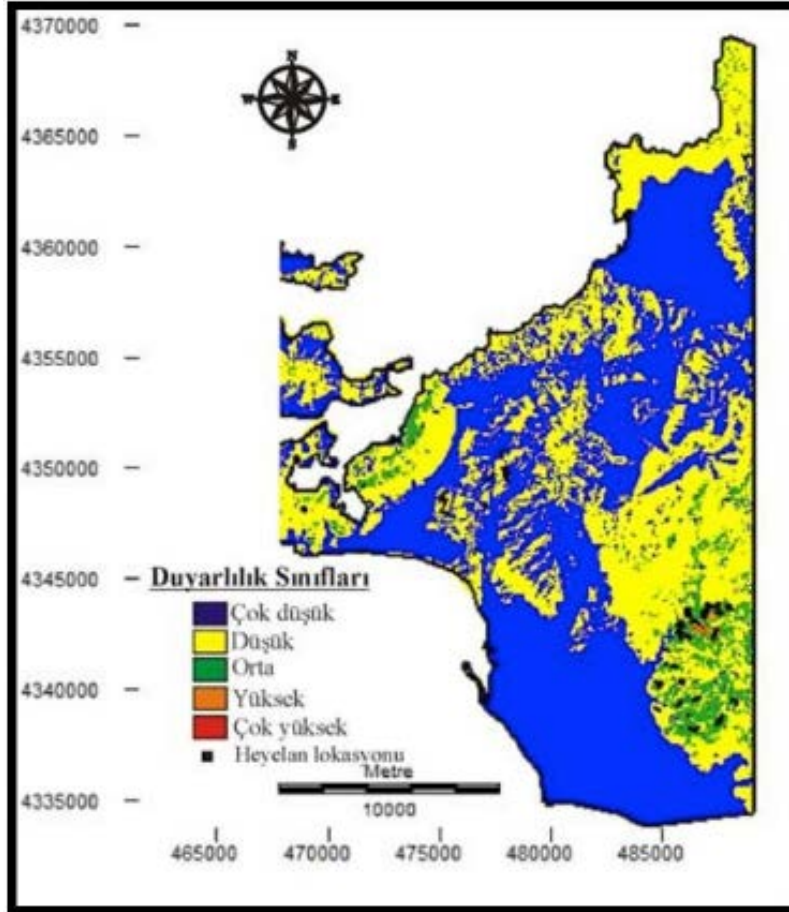 4370000
N
W E
S
4365000
4360000
4355000
4350000
4345000
Duyarlılık Sınıfları
Çok düşük
Düşük
Orta
Yüksek
Çok yüksek
Heyelan lokasyonu
4340000
4335000
Metre
10000
465000 470000 475000 480000 485000